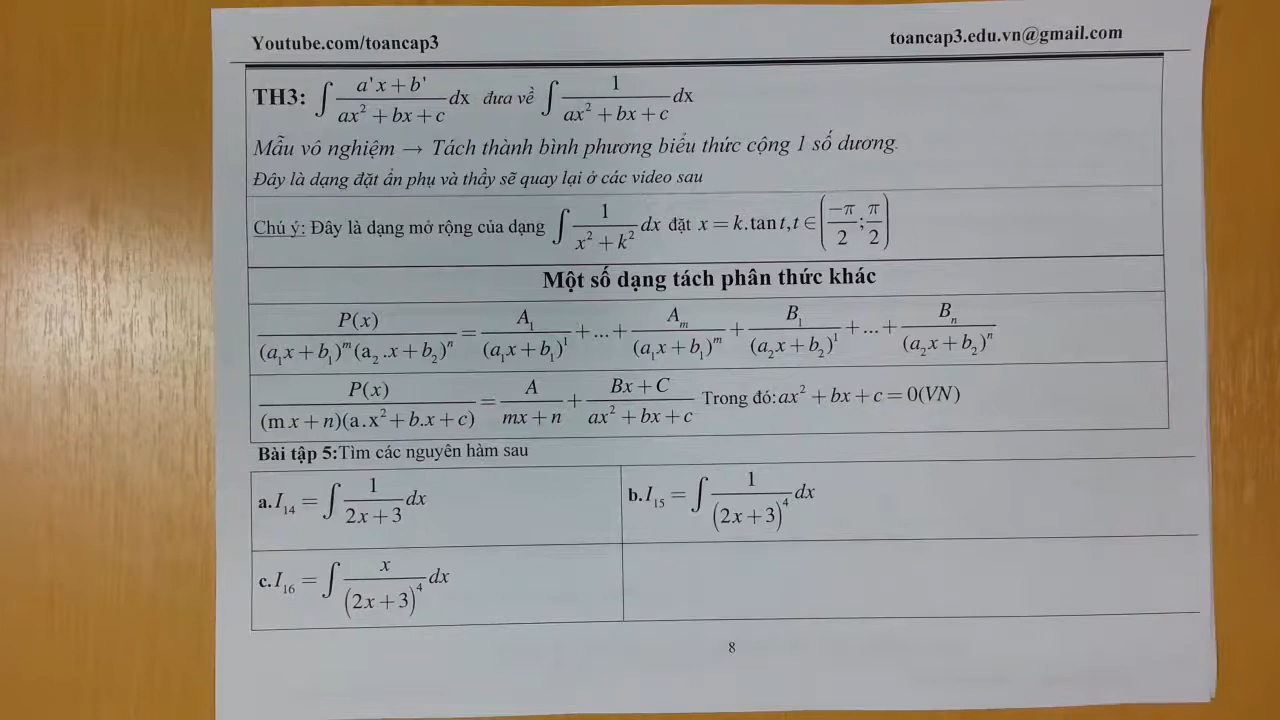 Youtube.com/toancap3 toancap3.edu.vn@gmail.com
TH3: ∫ (a'x + b')/(ax² + bx + c) dx đưa về ∫ 1/(ax² + bx + c) dx
Mẫu vô nghiệm → Tách thành bình phương biểu thức cộng 1 số dương.
Đây là dạng đặt ẩn phụ và thầy sẽ quay lại ở các video sau
Chú ý: Đây là dạng mở rộng của dạng ∫ 1/(x² + k²) dx đặt x = k.tan t, t ∈ (-π/2; π/2)
Một số dạng tách phân thức khác
P(x)/((a₁x + b₁)^m (a₂.x + b₂)^n) = A₁/(a₁x + b₁)^1 + ... + A_m/(a₁x + b₁)^m + B₁/(a₂x + b₂)^1 + ... + B_n/(a₂x + b₂)^n
P(x)/((m x + n)(a.x² + b.x + c)) = A/(mx + n) + (Bx + C)/(ax² + bx + c) Trong đó: ax² + bx + c = 0(VN)
Bài tập 5:Tìm các nguyên hàm sau
a. I₁₄ = ∫ 1/(2x + 3) dx b. I₁₅ = ∫ 1/(2x + 3)^4 dx
c. I₁₆ = ∫ x/(2x + 3)^4 dx
8